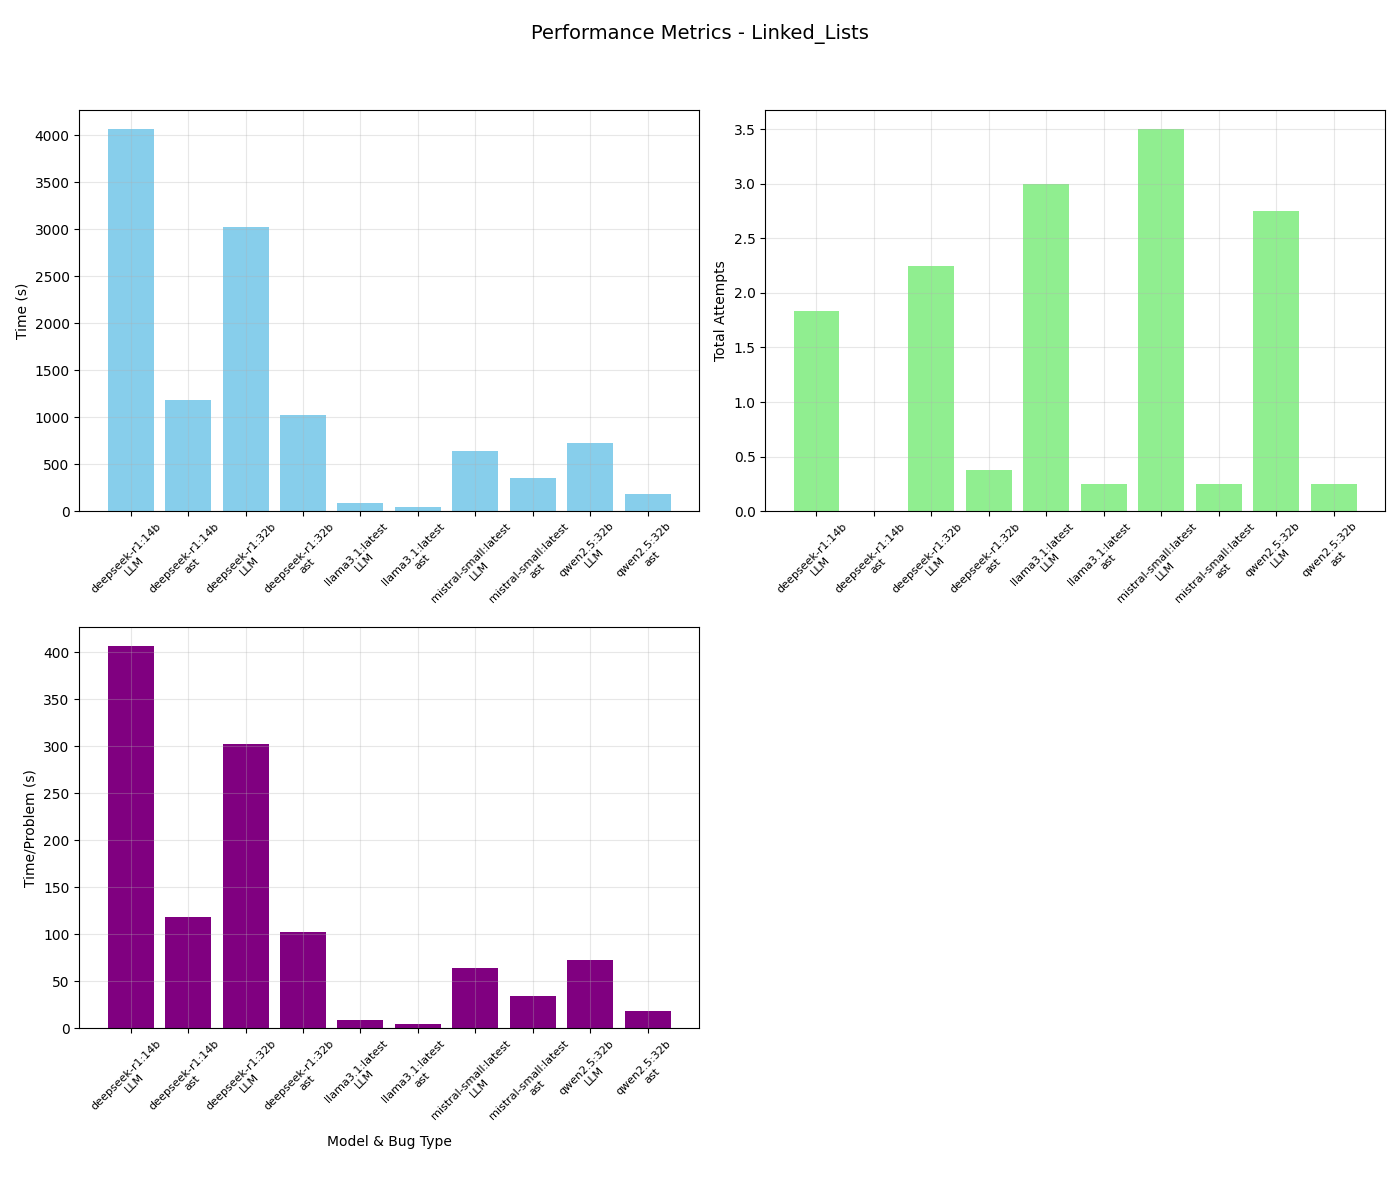 Performance Metrics - Linked_Lists
Time (s)
4000
3500
3000
2500
2000
1500
1000
500
0
deepseek-r1:14b
LLM
deepseek-r1:14b
ast
deepseek-r1:32b
LLM
deepseek-r1:32b
ast
llama3.1:latest
LLM
llama3.1:latest
ast
mistral-small:latest
LLM
mistral-small:latest
ast
qwen2.5:32b
LLM
qwen2.5:32b
ast
Total Attempts
3.5
3.0
2.5
2.0
1.5
1.0
0.5
0.0
deepseek-r1:14b
LLM
deepseek-r1:14b
ast
deepseek-r1:32b
LLM
deepseek-r1:32b
ast
llama3.1:latest
LLM
llama3.1:latest
ast
mistral-small:latest
LLM
mistral-small:latest
ast
qwen2.5:32b
LLM
qwen2.5:32b
ast
Time/Problem (s)
400
350
300
250
200
150
100
50
0
deepseek-r1:14b
LLM
deepseek-r1:14b
ast
deepseek-r1:32b
LLM
deepseek-r1:32b
ast
llama3.1:latest
LLM
llama3.1:latest
ast
mistral-small:latest
LLM
mistral-small:latest
ast
qwen2.5:32b
LLM
qwen2.5:32b
ast
Model & Bug Type